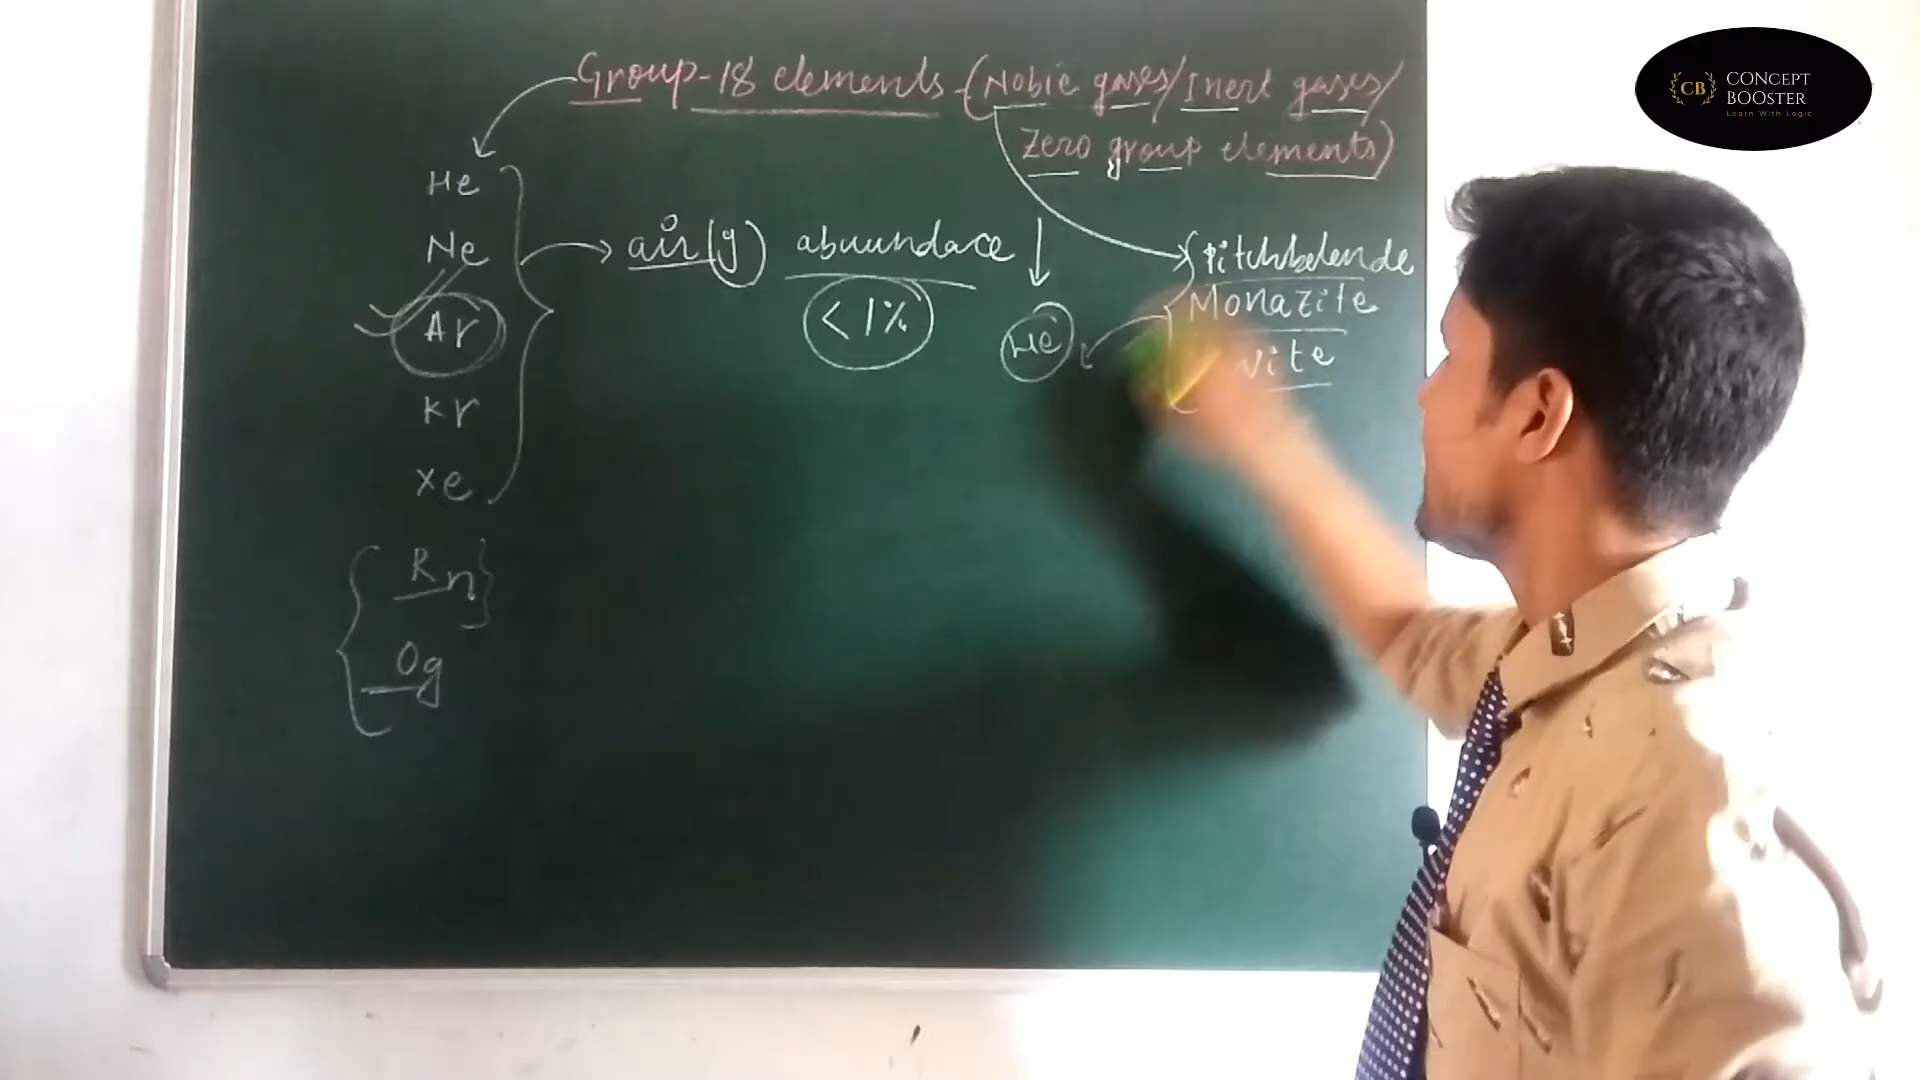 Group-18 elements - (Noble gases/Inert gases/
Zero group elements)
He
Ne
Ar
Kr
Xe
Rn
Og
air(g) abuundace
<1%
He
Pitchbelende
Monazite
vite
CB
CONCEPT
BOOSTER
Learn With Logic